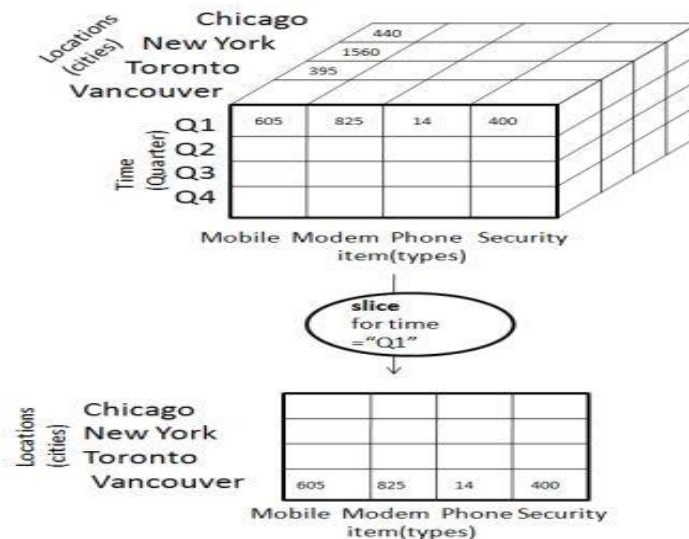 Locations
(cities)
Chicago
New York
Toronto
Vancouver
440
1560
395
Time
(Quarter)
Q1 605 825 14 400
Q2
Q3
Q4
Mobile Modem Phone Security
item(types)
slice
for time
="Q1"
Locations
(cities)
Chicago
New York
Toronto
Vancouver 605 825 14 400
Mobile Modem Phone Security
item(types)